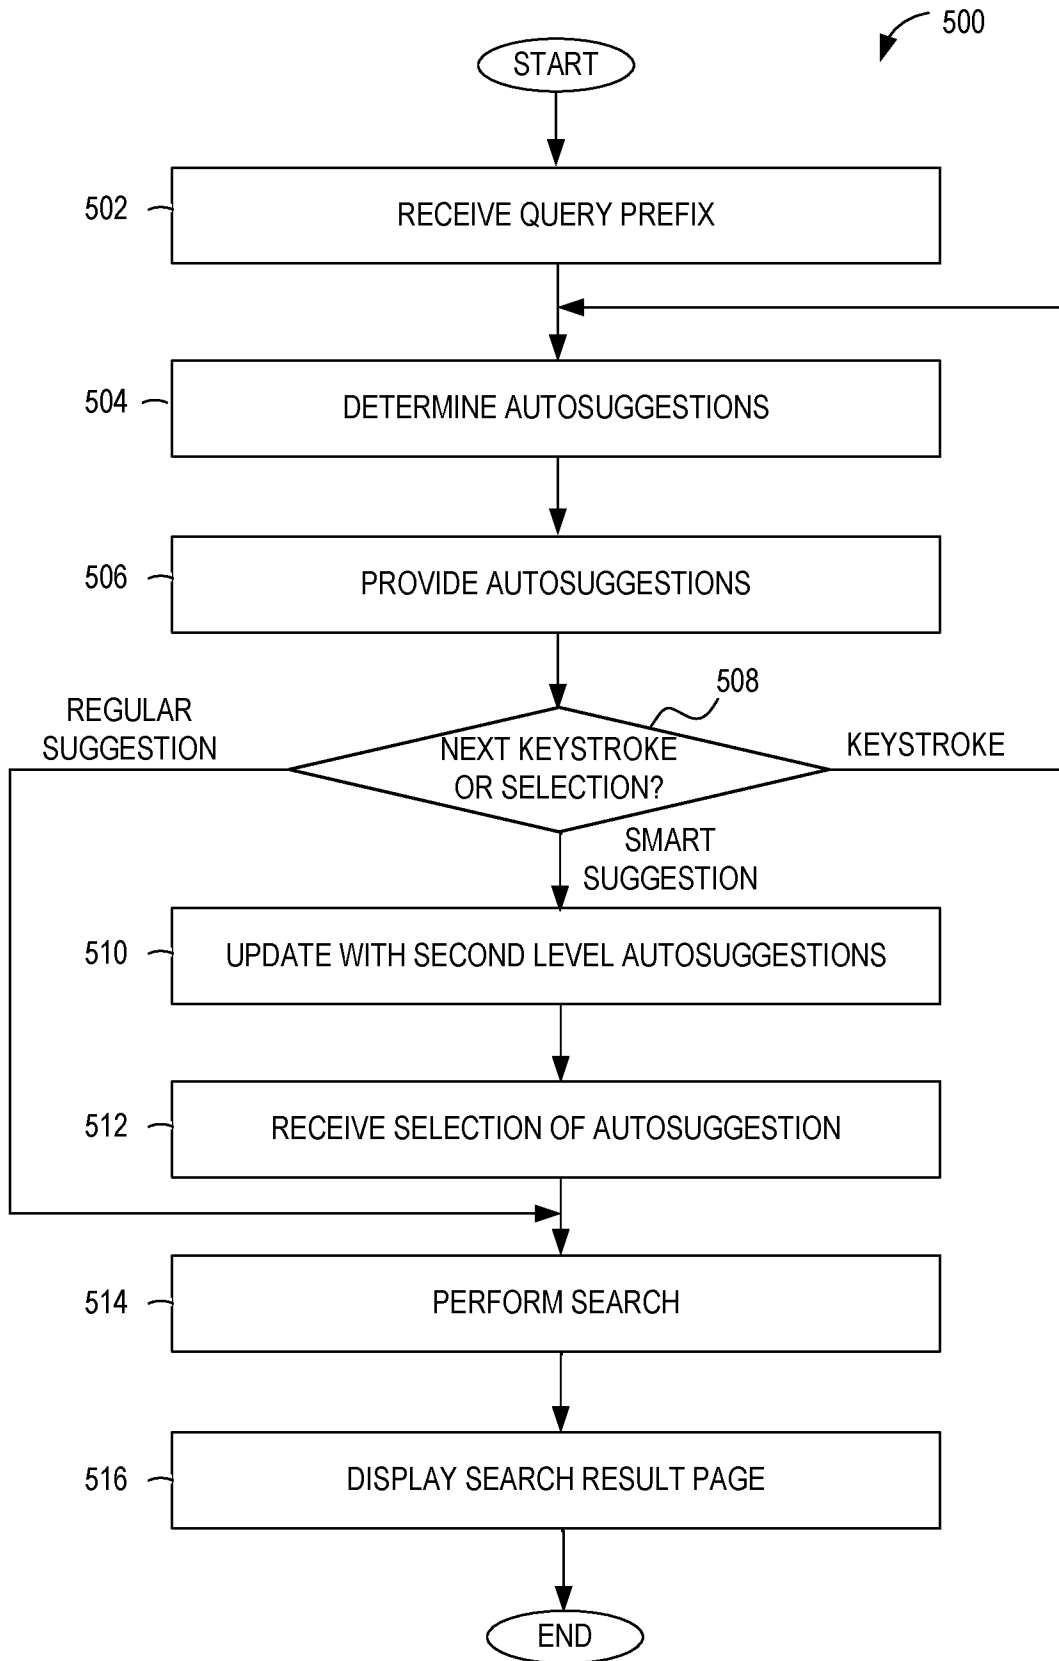 500
START
502
RECEIVE QUERY PREFIX
504
DETERMINE AUTOSUGGESTIONS
506
PROVIDE AUTOSUGGESTIONS
508
REGULAR
SUGGESTION
NEXT KEYSTROKE
OR SELECTION?
KEYSTROKE
SMART
SUGGESTION
510
UPDATE WITH SECOND LEVEL AUTOSUGGESTIONS
512
RECEIVE SELECTION OF AUTOSUGGESTION
514
PERFORM SEARCH
516
DISPLAY SEARCH RESULT PAGE
END